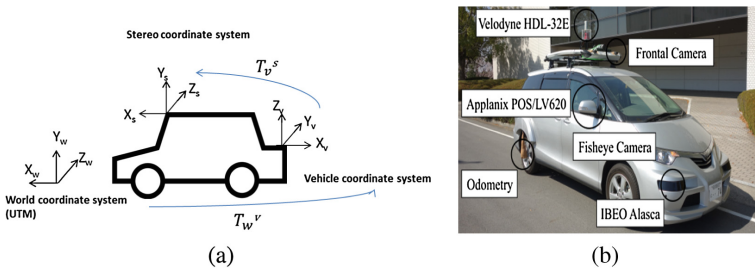 Stereo coordinate system
T_v^s
Y_s
Z_s
X_s
Z_v
Y_v
X_v
Y_w
X_w
Z_w
World coordinate system
(UTM)
Vehicle coordinate system
T_w^v
(a)
Velodyne HDL-32E
Frontal Camera
Applanix POS/LV620
Fisheye Camera
Odometry
IBEO Alasca
(b)